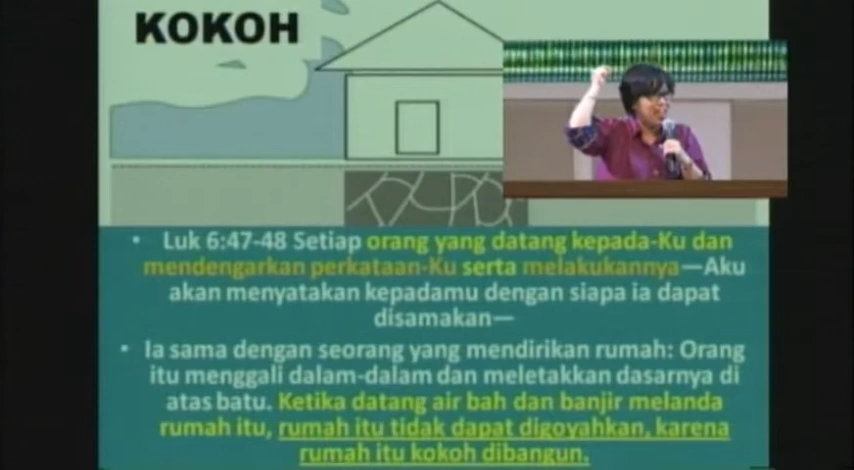 KOKOH
• Luk 6:47-48 Setiap orang yang datang kepada-Ku dan
mendengarkan perkataan-Ku serta melakukannya—Aku
akan menyatakan kepadamu dengan siapa ia dapat
disamakan—
• Ia sama dengan seorang yang mendirikan rumah: Orang
itu menggali dalam-dalam dan meletakkan dasarnya di
atas batu. Ketika datang air bah dan banjir melanda
rumah itu, rumah itu tidak dapat digoyahkan, karena
rumah itu kokoh dibangun.